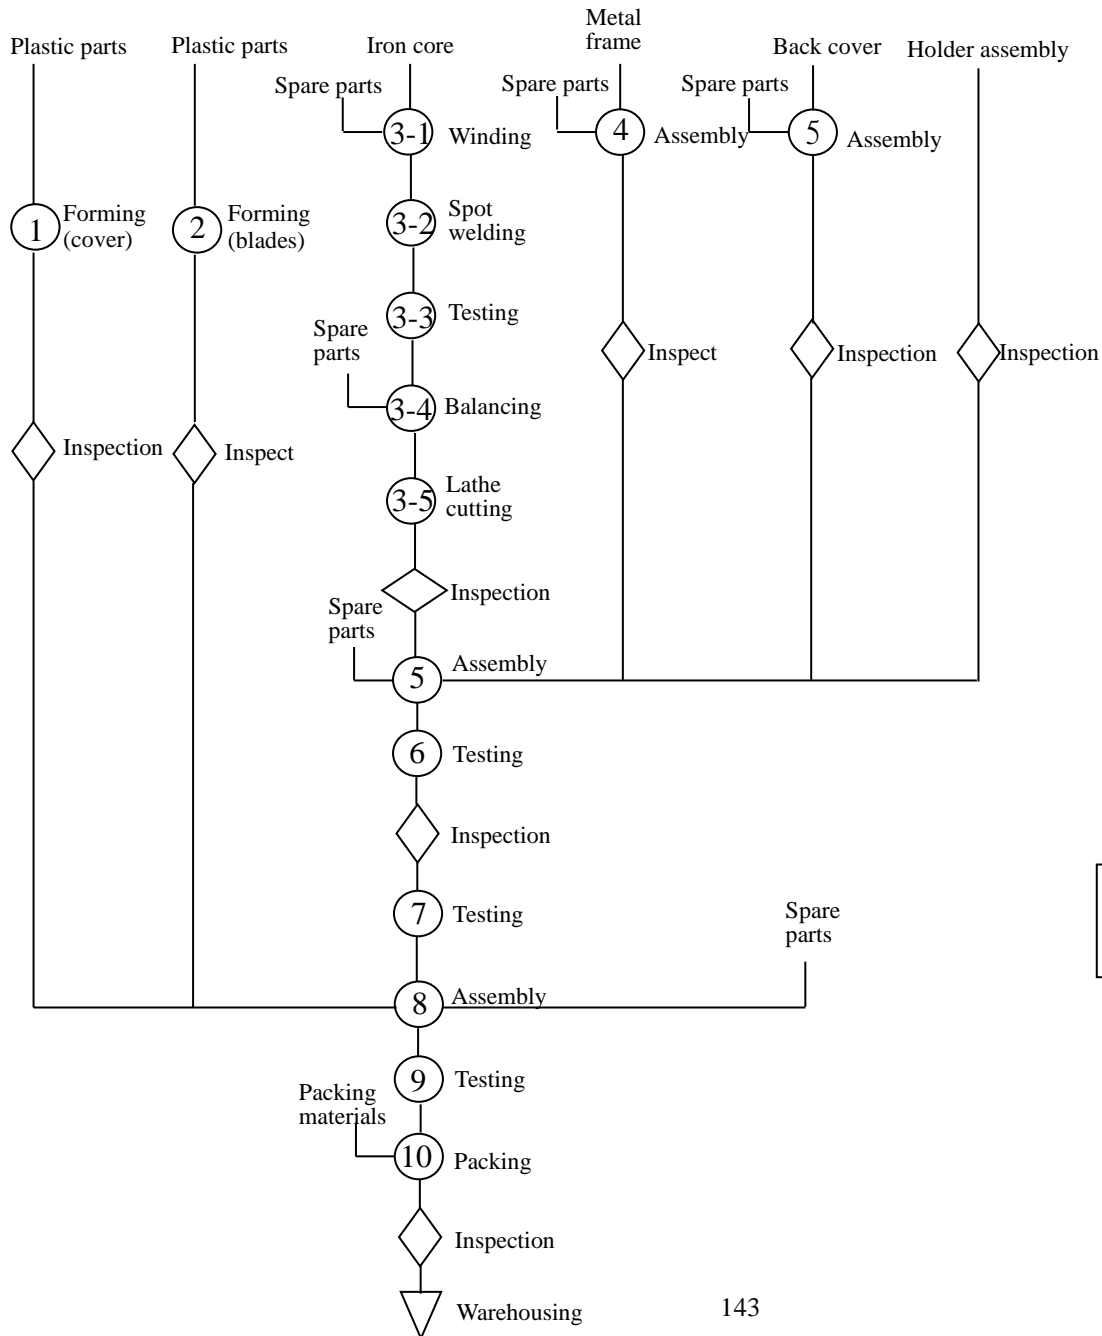 Metal
frame
Plastic parts
Plastic parts
Iron core
Back cover
Holder assembly
Spare parts
Spare parts
Spare parts
3-1
Winding
4
Assembly
5
Assembly
1
Forming
(cover)
2
Forming
(blades)
3-2
Spot
welding
3-3
Testing
Spare
parts
Inspect
Inspection
Inspection
3-4
Balancing
Inspection
Inspect
3-5
Lathe
cutting
Inspection
Spare
parts
5
Assembly
6
Testing
Inspection
7
Testing
Spare
parts
8
Assembly
9
Testing
Packing
materials
10
Packing
Inspection
Warehousing
143